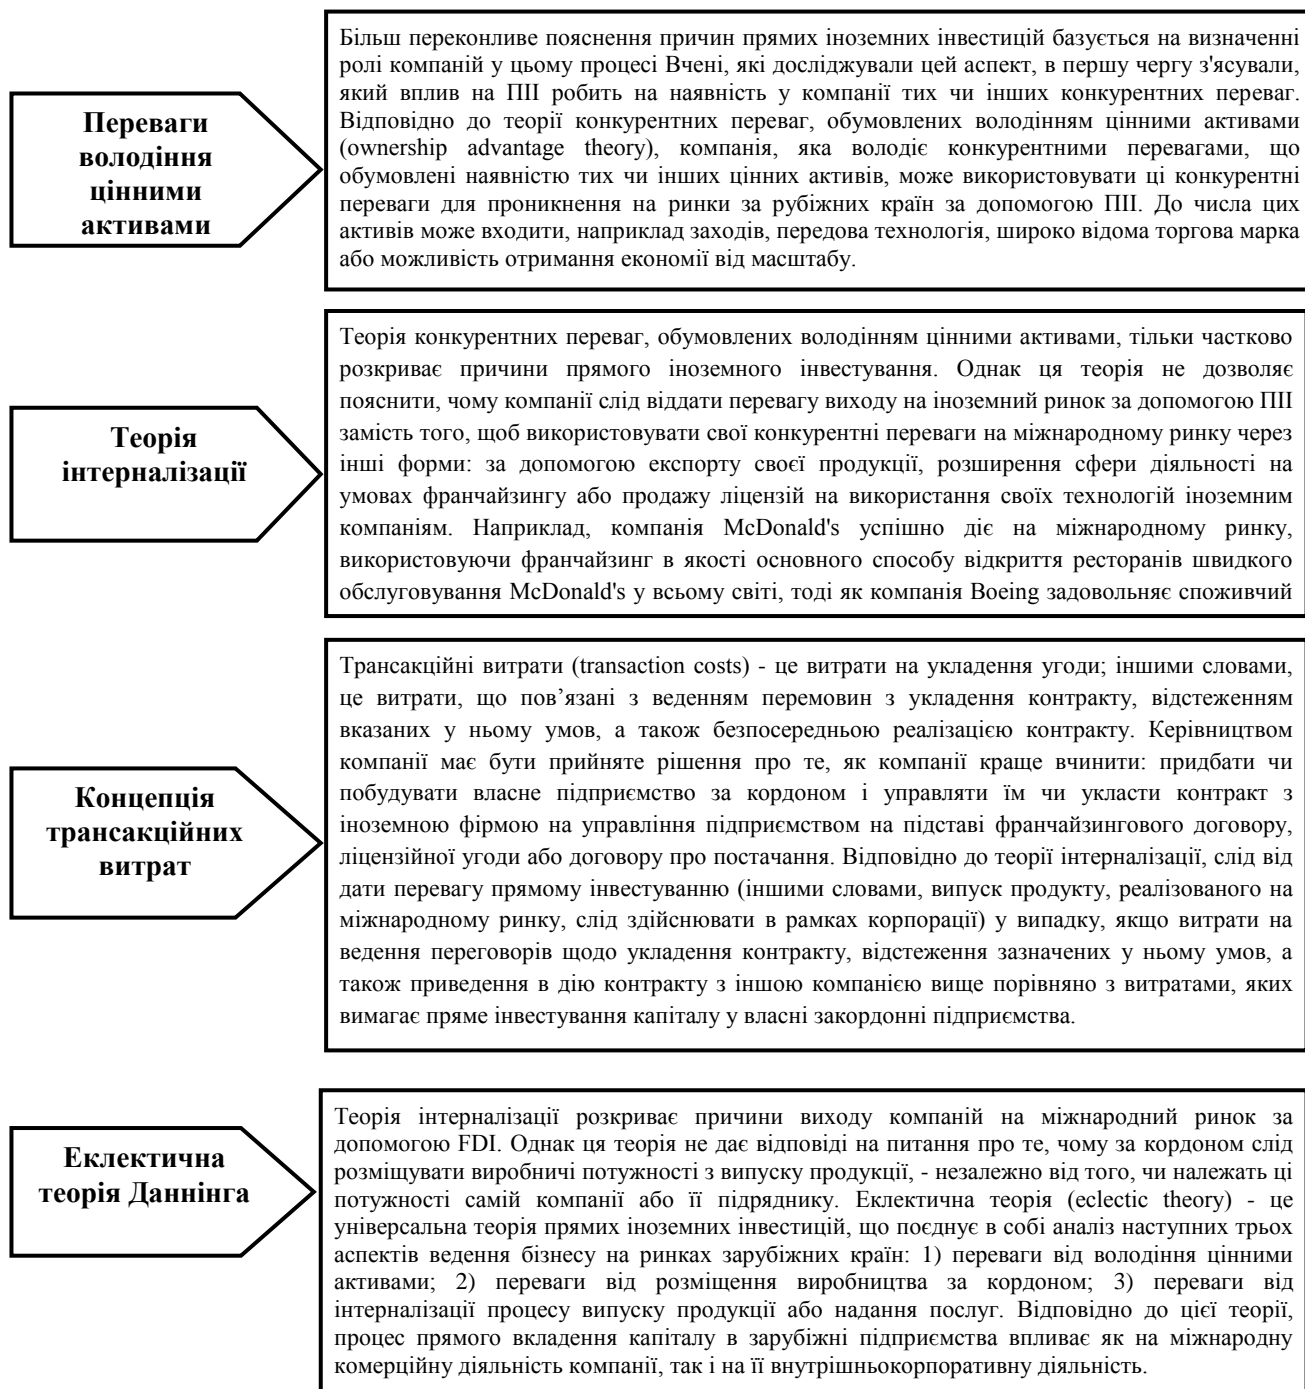 Переваги
володіння
цінними
активами
Більш переконливе пояснення причин прямих іноземних інвестицій базується на визначенні
ролі компаній у цьому процесі Вчені, які досліджували цей аспект, в першу чергу з'ясували,
який вплив на ПІІ робить на наявність у компанії тих чи інших конкурентних переваг.
Відповідно до теорії конкурентних переваг, обумовлених володінням цінними активами
(ownership advantage theory), компанія, яка володіє конкурентними перевагами, що
обумовлені наявністю тих чи інших цінних активів, може використовувати ці конкурентні
переваги для проникнення на ринки за рубіжних країн за допомогою ПІІ. До числа цих
активів може входити, наприклад заходів, передова технологія, широко відома торгова марка
або можливість отримання економії від масштабу.
Теорія
інтерналізації
Теорія конкурентних переваг, обумовлених володінням цінними активами, тільки частково
розкриває причини прямого іноземного інвестування. Однак ця теорія не дозволяє
пояснити, чому компанії слід віддати перевагу виходу на іноземний ринок за допомогою ПІІ
замість того, щоб використовувати свої конкурентні переваги на міжнародному ринку через
інші форми: за допомогою експорту своєї продукції, розширення сфери діяльності на
умовах франчайзингу або продажу ліцензій на використання своїх технологій іноземним
компаніям. Наприклад, компанія McDonald's успішно діє на міжнародному ринку,
використовуючи франчайзинг в якості основного способу відкриття ресторанів швидкого
обслуговування McDonald's у всьому світі, тоді як компанія Boeing задовольняє споживчий
Концепція
трансакційних
витрат
Трансакційні витрати (transaction costs) - це витрати на укладення угоди; іншими словами,
це витрати, що пов’язані з веденням перемовин з укладення контракту, відстеженням
вказаних у ньому умов, а також безпосередньою реалізацією контракту. Керівництвом
компанії має бути прийняте рішення про те, як компанії краще вчинити: придбати чи
побудувати власне підприємство за кордоном і управляти їм чи укласти контракт з
іноземною фірмою на управління підприємством на підставі франчайзингового договору,
ліцензійної угоди або договору про постачання. Відповідно до теорії інтерналізації, слід від
дати перевагу прямому інвестуванню (іншими словами, випуск продукту, реалізованого на
міжнародному ринку, слід здійснювати в рамках корпорації) у випадку, якщо витрати на
ведення переговорів щодо укладення контракту, відстеження зазначених у ньому умов, а
також приведення в дію контракту з іншою компанією вище порівняно з витратами, яких
вимагає пряме інвестування капіталу у власні закордонні підприємства.
Еклектична
теорія Даннінга
Теорія інтерналізації розкриває причини виходу компаній на міжнародний ринок за
допомогою FDI. Однак ця теорія не дає відповіді на питання про те, чому за кордоном слід
розміщувати виробничі потужності з випуску продукції, - незалежно від того, чи належать ці
потужності самій компанії або її підряднику. Еклектична теорія (eclectic theory) - це
універсальна теорія прямих іноземних інвестицій, що поєднує в собі аналіз наступних трьох
аспектів ведення бізнесу на ринках зарубіжних країн: 1) переваги від володіння цінними
активами; 2) переваги від розміщення виробництва за кордоном; 3) переваги від
інтерналізації процесу випуску продукції або надання послуг. Відповідно до цієї теорії,
процес прямого вкладення капіталу в зарубіжні підприємства впливає як на міжнародну
комерційну діяльність компанії, так і на її внутрішньокорпоративну діяльність.